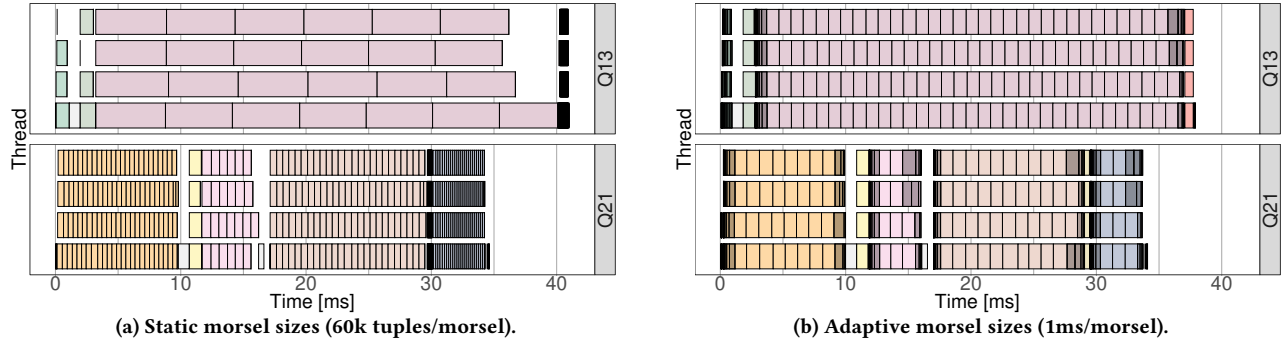 Thread
Q13
Q21
0 10 20 30 40
Time [ms]
(a) Static morsel sizes (60k tuples/morsel).
Thread
Q13
Q21
0 10 20 30 40
Time [ms]
(b) Adaptive morsel sizes (1ms/morsel).